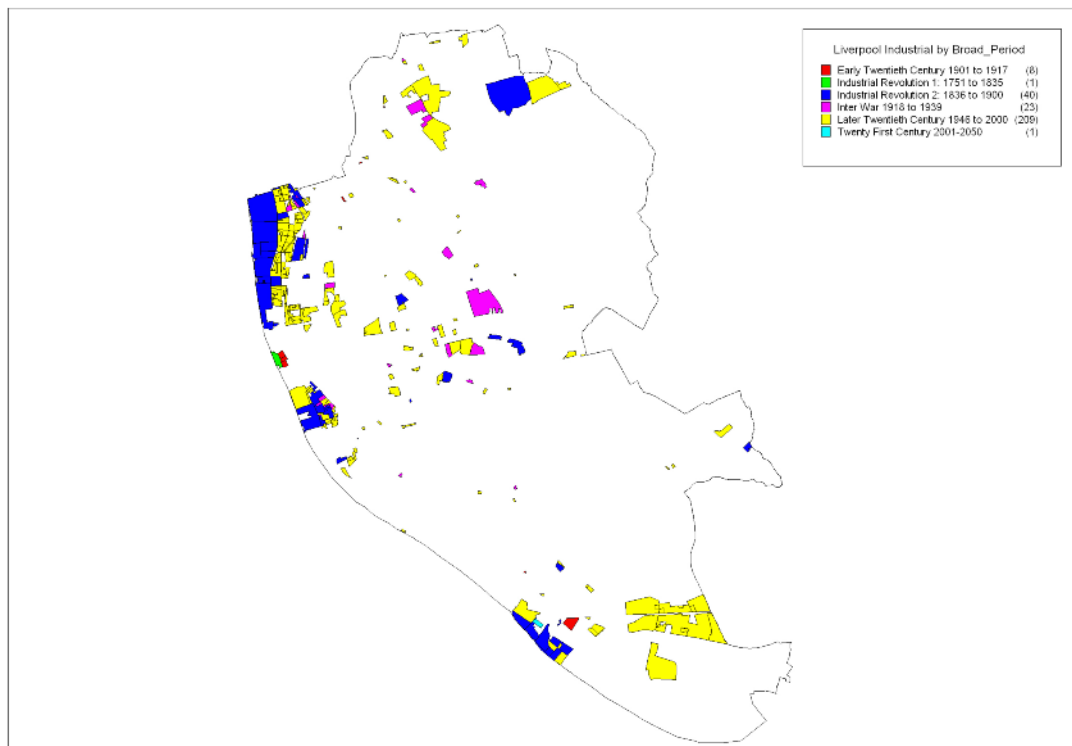 Liverpool Industrial by Broad_Period
Early Twentieth Century 1901 to 1917 (8)
Industrial Revolution 1: 1751 to 1835 (1)
Industrial Revolution 2: 1836 to 1900 (40)
Inter War 1918 to 1939 (23)
Later Twentieth Century 1946 to 2000 (209)
Twenty First Century 2001-2050 (1)